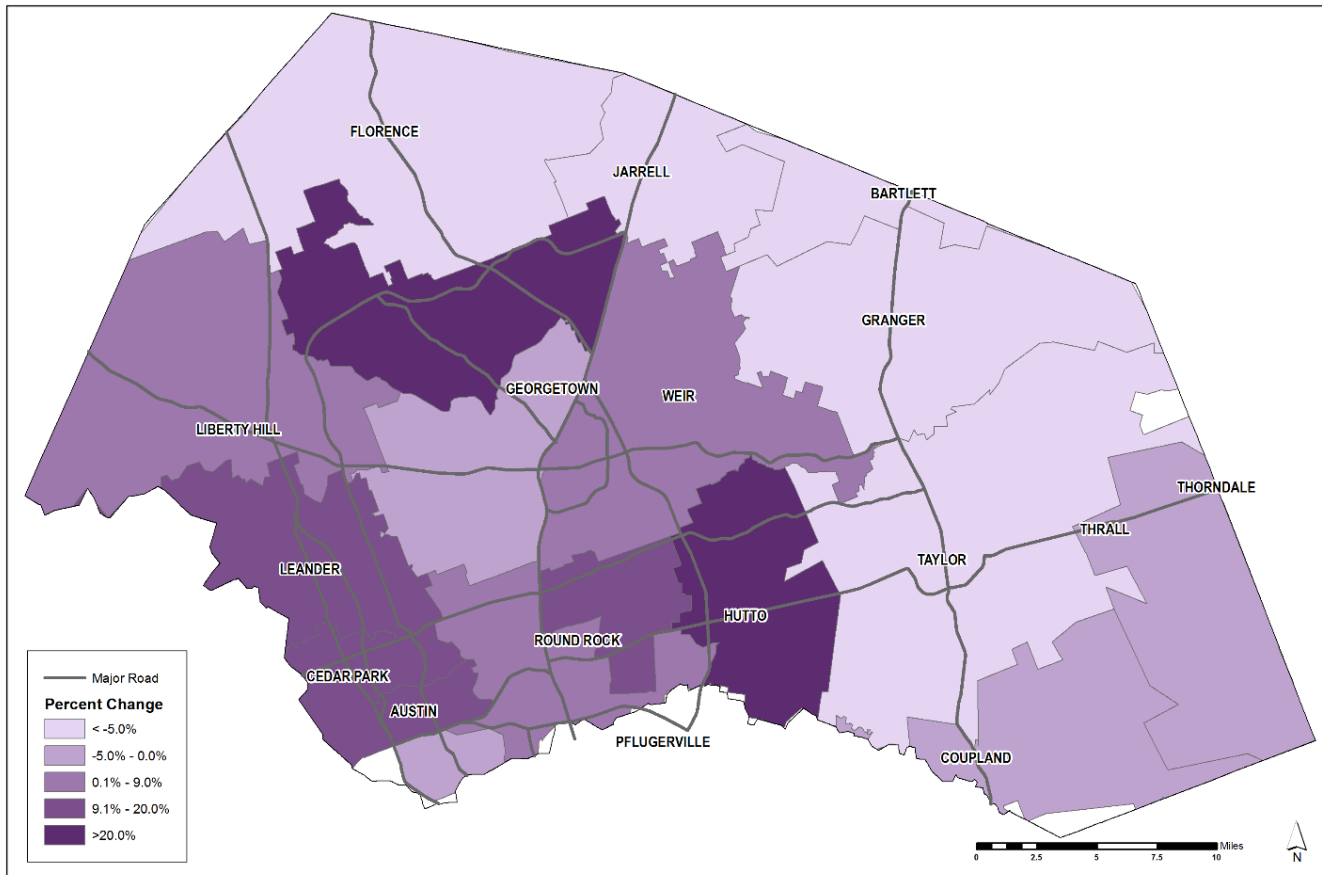 FLORENCE
JARRELL
BARTLETT
GRANGER
GEORGETOWN
WEIR
LIBERTY HILL
THORNDALE
THRALL
TAYLOR
LEANDER
HUTTO
ROUND ROCK
CEDAR PARK
AUSTIN
PFLUGERVILLE
COUPLAND
Major Road
Percent Change
< -5.0%
-5.0% - 0.0%
0.1% - 9.0%
9.1% - 20.0%
>20.0%
Miles
0 2.5 5 7.5 10
N